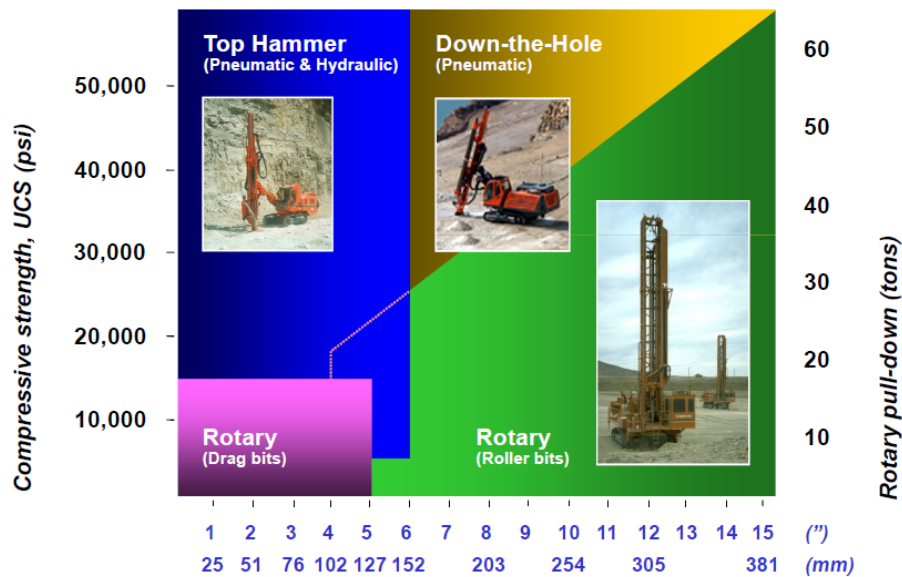 Top Hammer
(Pneumatic & Hydraulic)
Down-the-Hole
(Pneumatic)
Compressive strength, UCS (psi)
50,000
40,000
30,000
20,000
10,000
Rotary pull-down (tons)
60
50
40
30
20
10
Rotary
(Drag bits)
Rotary
(Roller bits)
1 2 3 4 5 6 7 8 9 10 11 12 13 14 15 (”)
25 51 76 102 127 152 203 254 305 381 (mm)